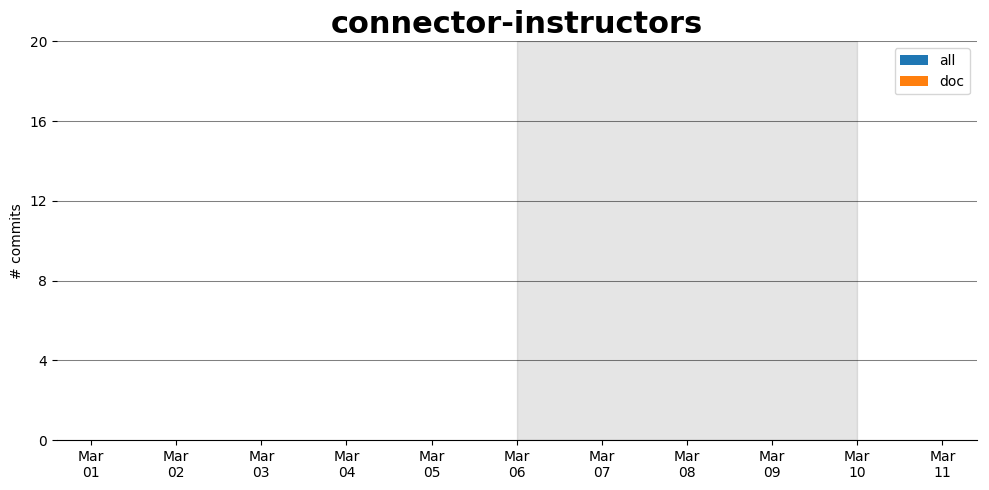 connector-instructors
20
16
12
8
4
0
# commits
all
doc
Mar Mar Mar Mar Mar Mar Mar Mar Mar Mar Mar
01 02 03 04 05 06 07 08 09 10 11